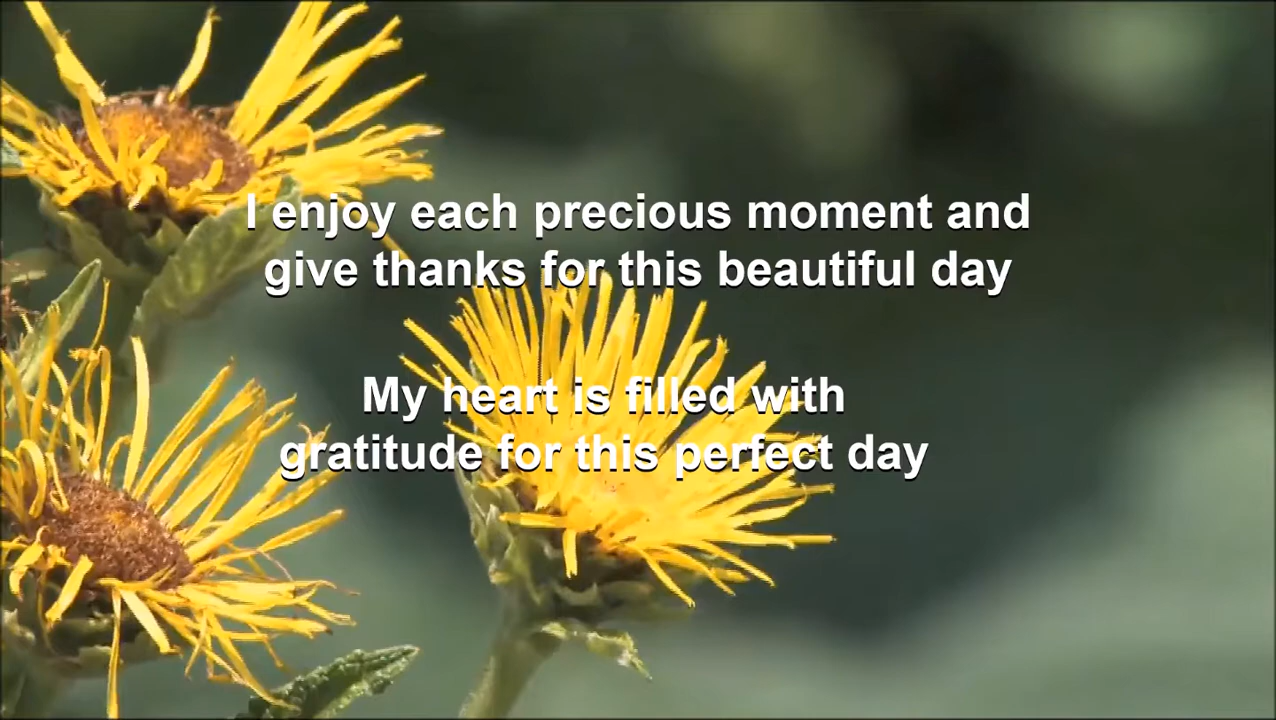 I enjoy each precious moment and
give thanks for this beautiful day
My heart is filled with
gratitude for this perfect day